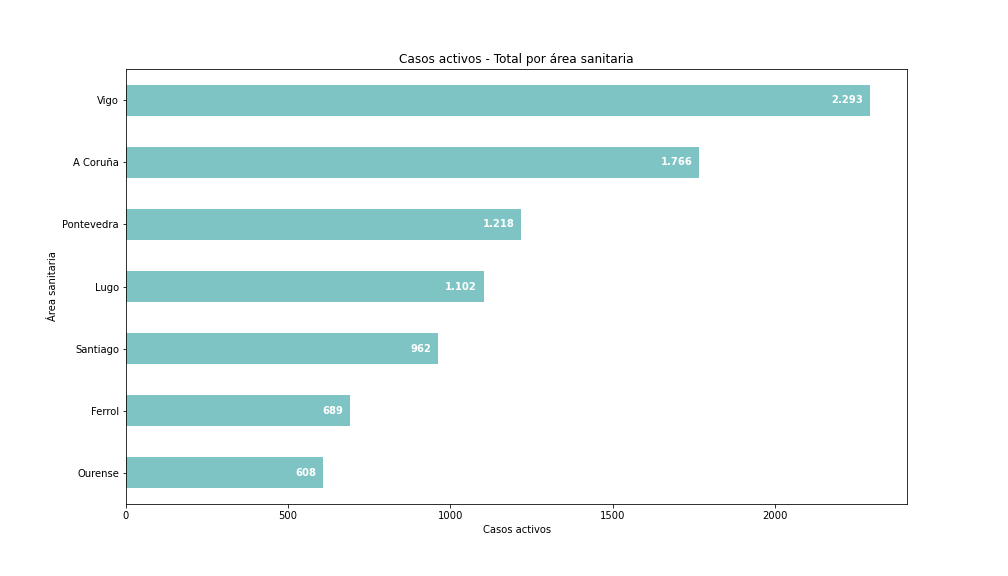 Casos activos - Total por área sanitaria
Vigo
2.293
A Coruña
1.766
Pontevedra
1.218
Lugo
1.102
Santiago
962
Ferrol
689
Ourense
608
Área sanitaria
0 500 1000 1500 2000
Casos activos